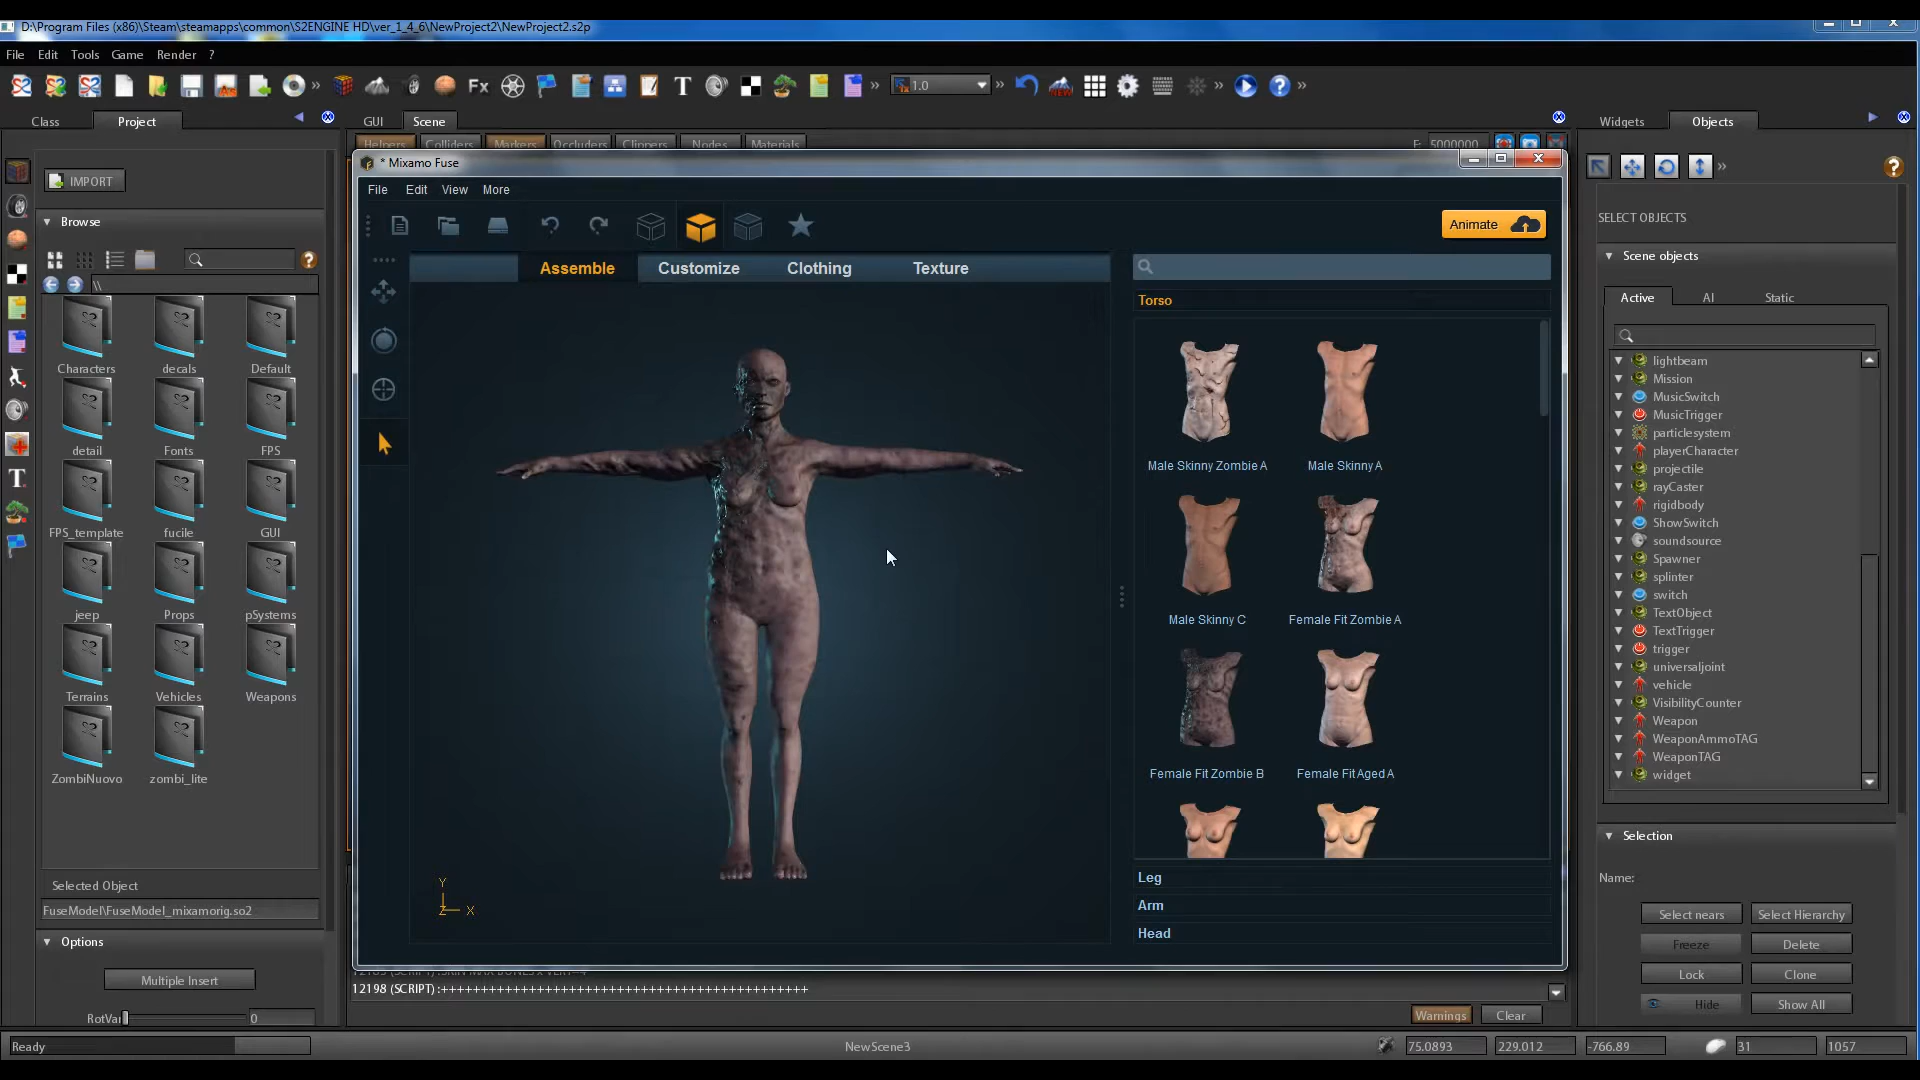 D:\Program Files (x86)\Steam\steamapps\common\S2ENGINE HD\ver_1_4_6\NewProject2\NewProject2.s2p
File Edit Tools Game Render ?
Fx T 1.0
Class Project GUI Scene Widgets Objects
Helpers Colliders Markers Occluders Clippers Nodes Materials F: 5000000
* Mixamo Fuse
IMPORT
File Edit View More
Browse
Animate
SELECT OBJECTS
Scene objects
Assemble Customize Clothing Texture
\\
Torso
Active AI Static
Characters decals Default
detail Fonts FPS
FPS_template fucile GUI
jeep Props pSystems
Terrains Vehicles Weapons
ZombiNuovo zombi_lite
Male Skinny Zombie A Male Skinny A
Male Skinny C Female Fit Zombie A
Female Fit Zombie B Female Fit Aged A
Leg
Arm
Head
Y
Z X
lightbeam
Mission
MusicSwitch
MusicTrigger
particlesystem
playerCharacter
projectile
rayCaster
rigidbody
ShowSwitch
soundsource
Spawner
splinter
switch
TextObject
TextTrigger
trigger
universaljoint
vehicle
VisibilityCounter
Weapon
WeaponAmmoTAG
WeaponTAG
widget
Selection
Name:
Select nears Select Hierarchy
Freeze Delete
Lock Clone
Hide Show All
Selected Object
FuseModel\FuseModel_mixamorig.so2
Options
Multiple Insert
RotVar 0
12198 (SCRIPT) :++++++++++++++++++++++++++++++++++++++++++++++
Warnings Clear
Ready NewScene3 75.0893 229.012 -766.89 31 1057